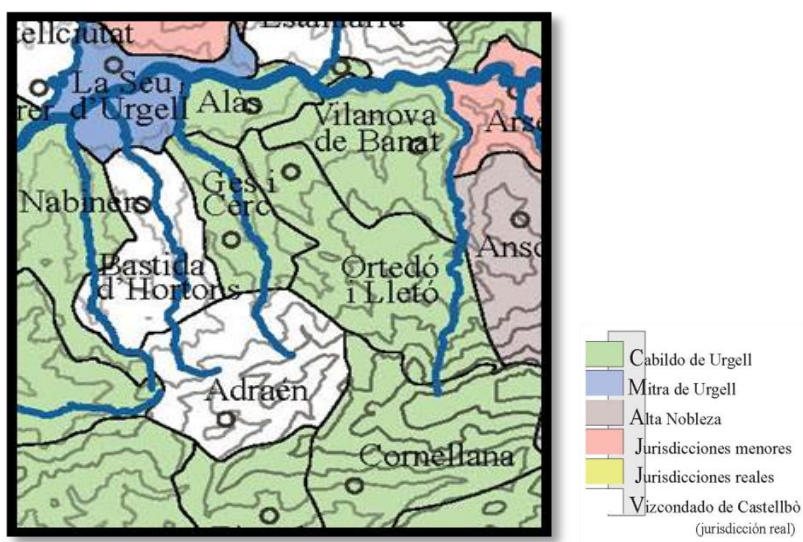 La Seu
d'Urgell
Alàs
Vilanova
de Banat
Nabiners
Ges i
Cerc
Bastida
d'Hortons
Ortedó
i Lletó
Adraén
Cornellana
Cabildo de Urgell
Mitra de Urgell
Alta Nobleza
Jurisdicciones menores
Jurisdicciones reales
Vizcondado de Castellbò
(jurisdicción real)